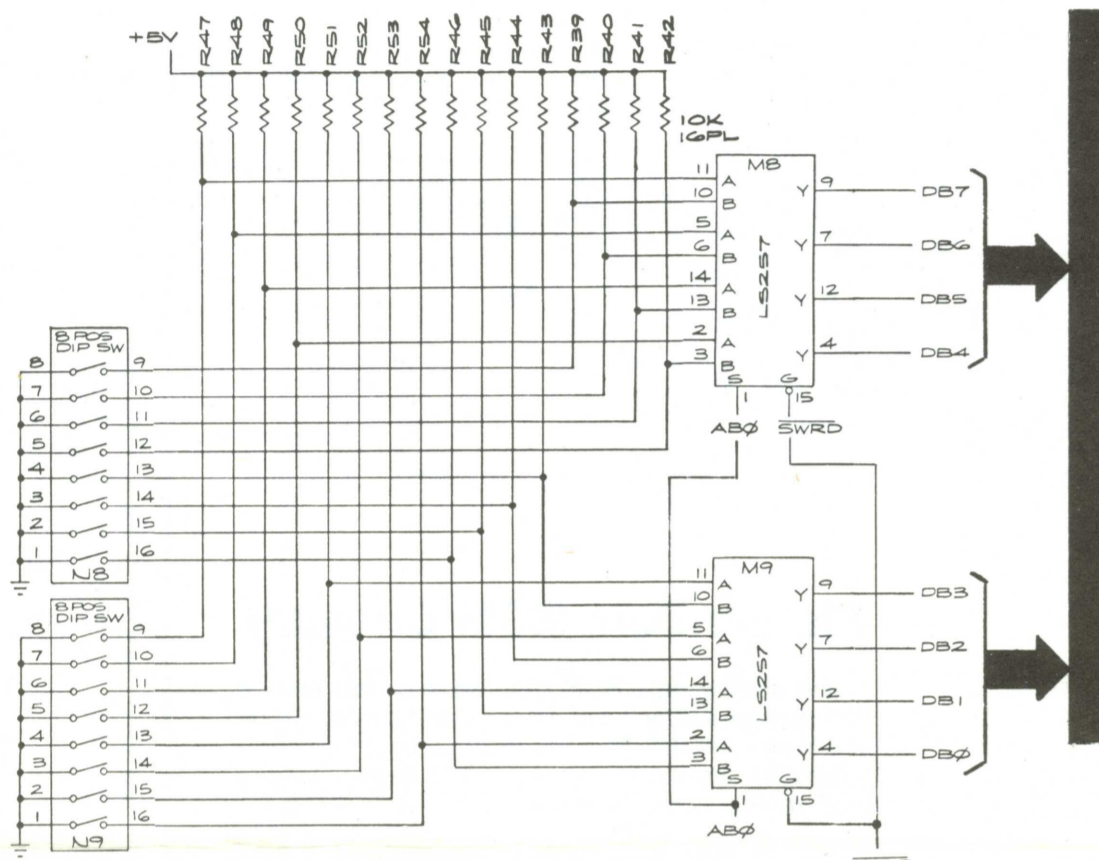 +5V
R47 R48 R49 R50 R51 R52 R53 R54 R46 R45 R44 R43 R39 R40 R41 R42
10K
16PL
M8
11 A
10 B
5 A
6 B
14 A
13 B
2 A
3 B
LS257
Y 9 DB7
Y 7 DB6
Y 12 DB5
Y 4 DB4
S G
1 15
ABØ SWRD
8 POS
DIP SW
8 9
7 10
6 11
5 12
4 13
3 14
2 15
1 16
N8
8 POS
DIP SW
8 9
7 10
6 11
5 12
4 13
3 14
2 15
1 16
N9
M9
11 A
10 B
5 A
6 B
14 A
13 B
2 A
3 B
LS257
Y 9 DB3
Y 7 DB2
Y 12 DB1
Y 4 DBØ
S G
1 15
ABØ